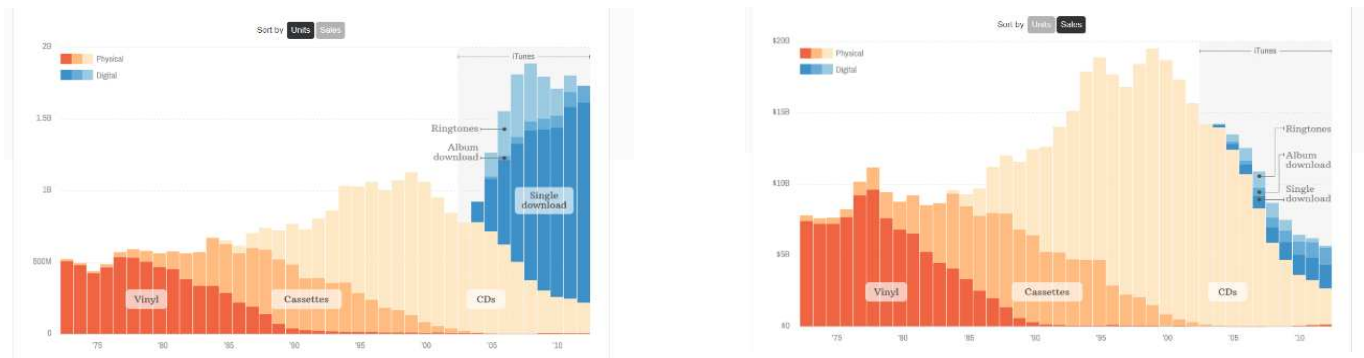 Sort by Units Sales
2B
Physical
Digital
iTunes
1.5B
Ringtones
Album
download
1B
Single
download
500M
Vinyl
Cassettes
CDs
0
'75 '80 '85 '90 '95 '00 '05 '10
Sort by Units Sales
$20B
Physical
Digital
iTunes
$15B
Ringtones
Album
download
$10B
Single
download
$5B
Vinyl
Cassettes
CDs
$0
'75 '80 '85 '90 '95 '00 '05 '10